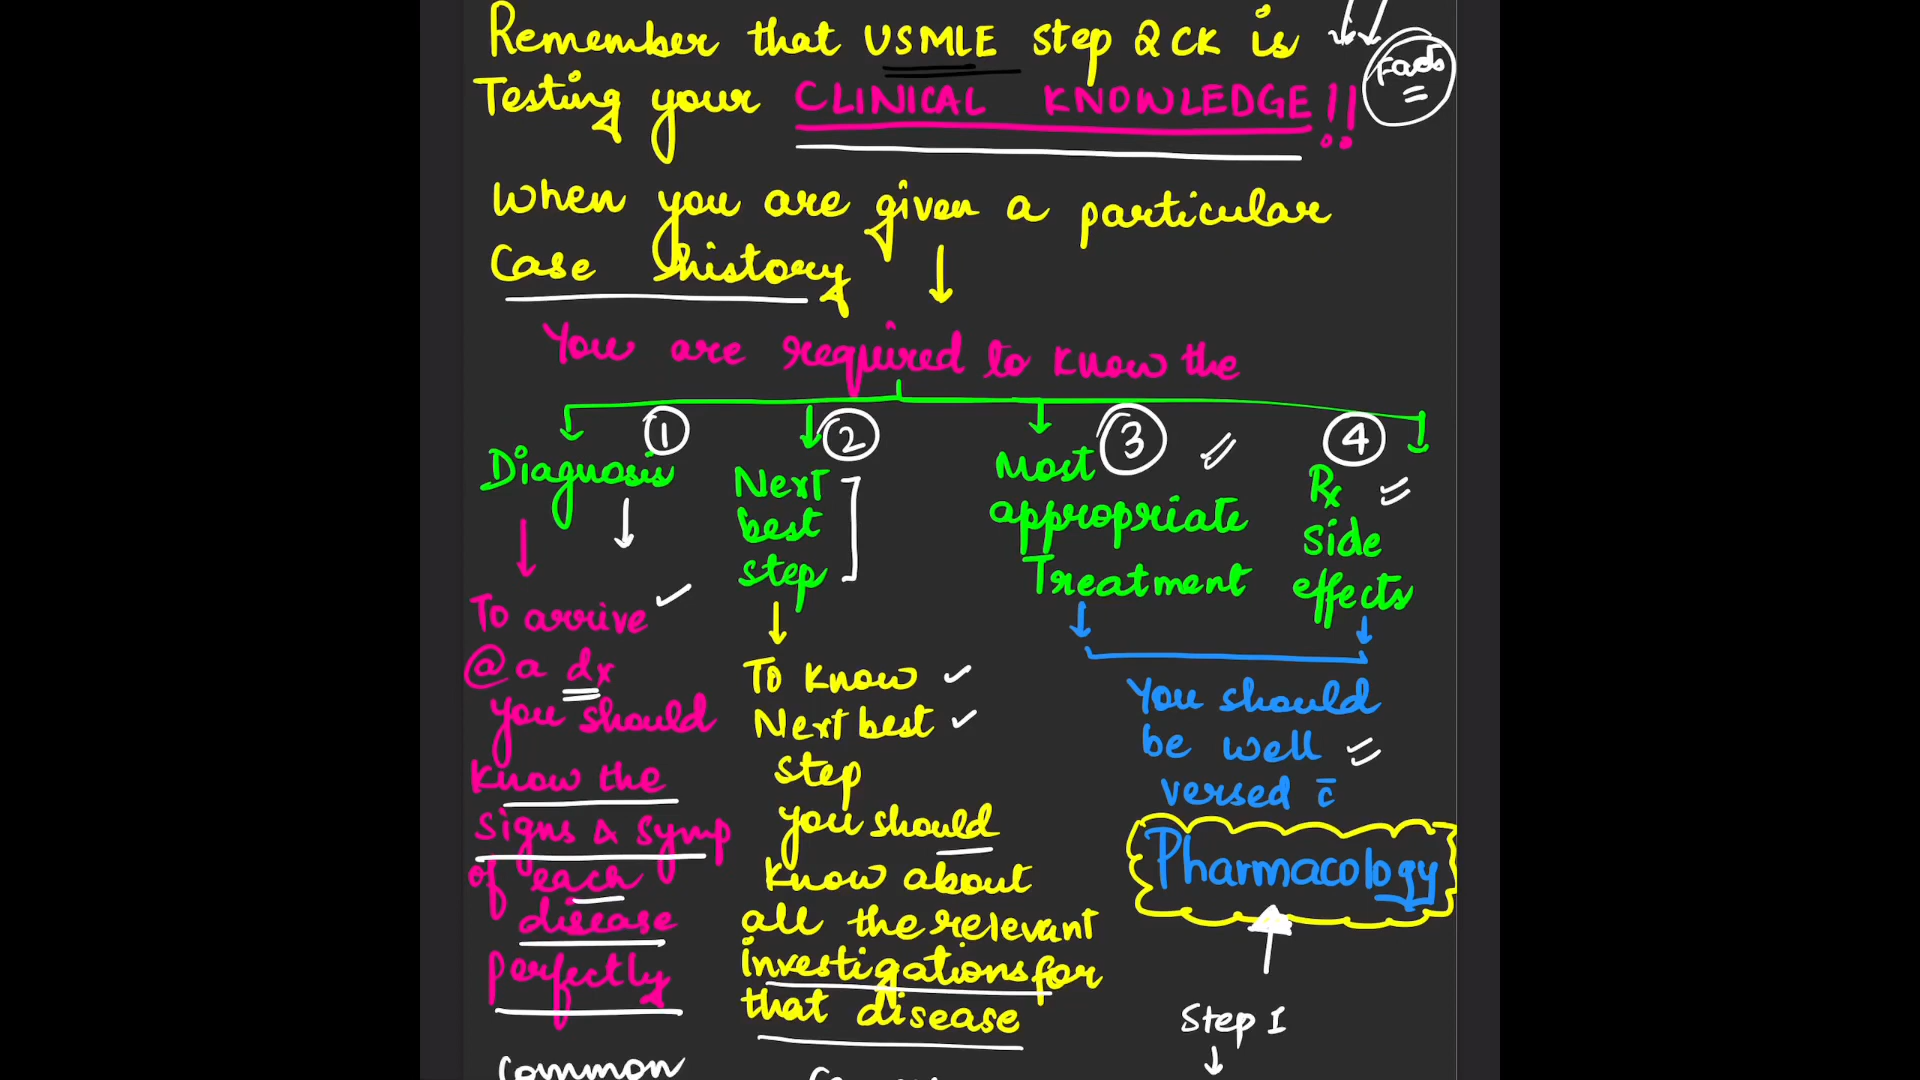 Remember that USMLE Step 2 CK is
Facts
Testing your CLINICAL KNOWLEDGE!!
When you are given a particular
Case history
You are required to know the
1
Diagnosis
To arrive
@ a dx
you should
know the
signs & symp
of each
disease
perfectly
Common
2
Next
best
step
To know
Next best
step
you should
know about
all the relevant
investigations for
that disease
3
Most
appropriate
Treatment
4
Rx
side
effects
You should
be well
versed c̅
Pharmacology
Step I